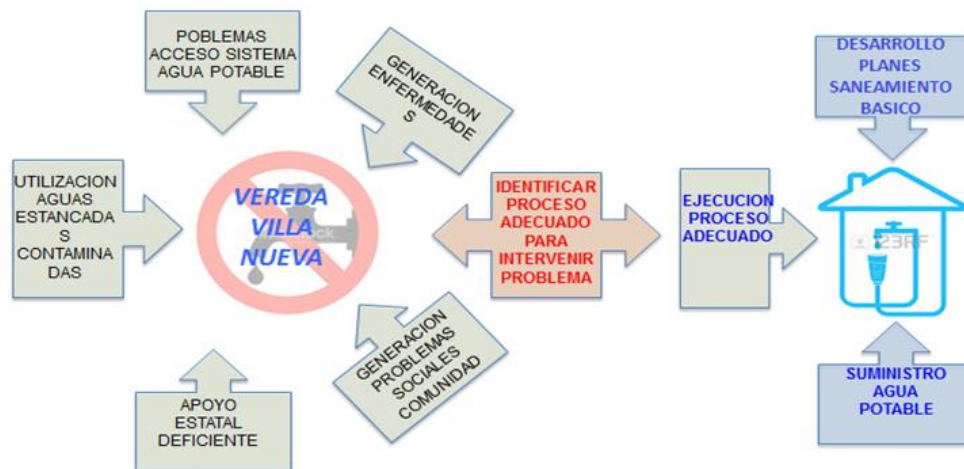 POBLEMAS
ACCESO SISTEMA
AGUA POTABLE
GENERACION
ENFERMEDADE
S
UTILIZACION
AGUAS
ESTANCADA
S
CONTAMINA
DAS
VEREDA
VILLA
NUEVA
GENERACION
PROBLEMAS
SOCIALES
COMUNIDAD
APOYO
ESTATAL
DEFICIENTE
IDENTIFICAR
PROCESO
ADECUADO
PARA
INTERVENIR
PROBLEMA
EJECUCION
PROCESO
ADECUADO
DESARROLLO
PLANES
SANEAMIENTO
BASICO
23RF
SUMINISTRO
AGUA
POTABLE